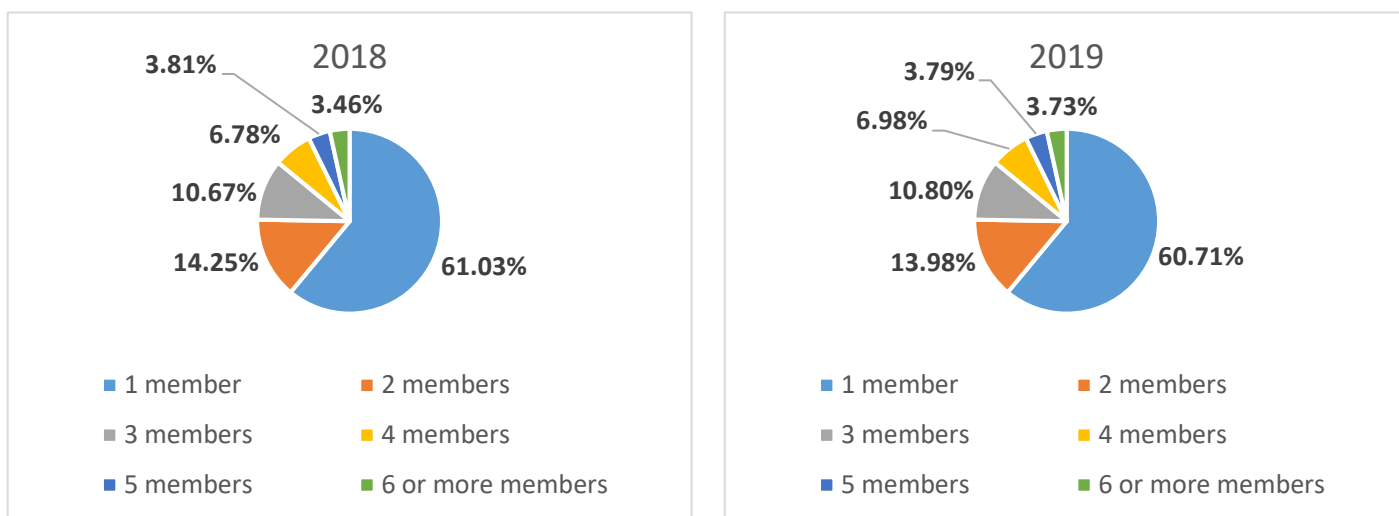 2018
3.81%
3.46%
6.78%
10.67%
14.25%
61.03%
1 member
2 members
3 members
4 members
5 members
6 or more members
2019
3.79%
3.73%
6.98%
10.80%
13.98%
60.71%
1 member
2 members
3 members
4 members
5 members
6 or more members